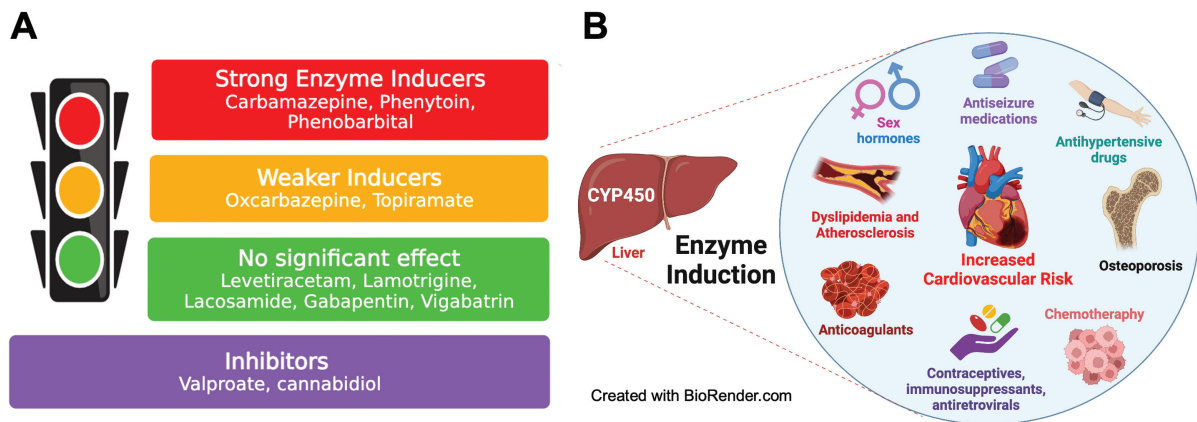 A
Strong Enzyme Inducers
Carbamazepine, Phenytoin,
Phenobarbital
Weaker Inducers
Oxcarbazepine, Topiramate
No significant effect
Levetiracetam, Lamotrigine,
Lacosamide, Gabapentin, Vigabatrin
Inhibitors
Valproate, cannabidiol
B
CYP450
Liver
Enzyme
Induction
Sex
hormones
Antiseizure
medications
Antihypertensive
drugs
Dyslipidemia and
Atherosclerosis
Increased
Cardiovascular Risk
Osteoporosis
Anticoagulants
Contraceptives,
immunosuppressants,
antiretrovirals
Chemotheraphy
Created with BioRender.com